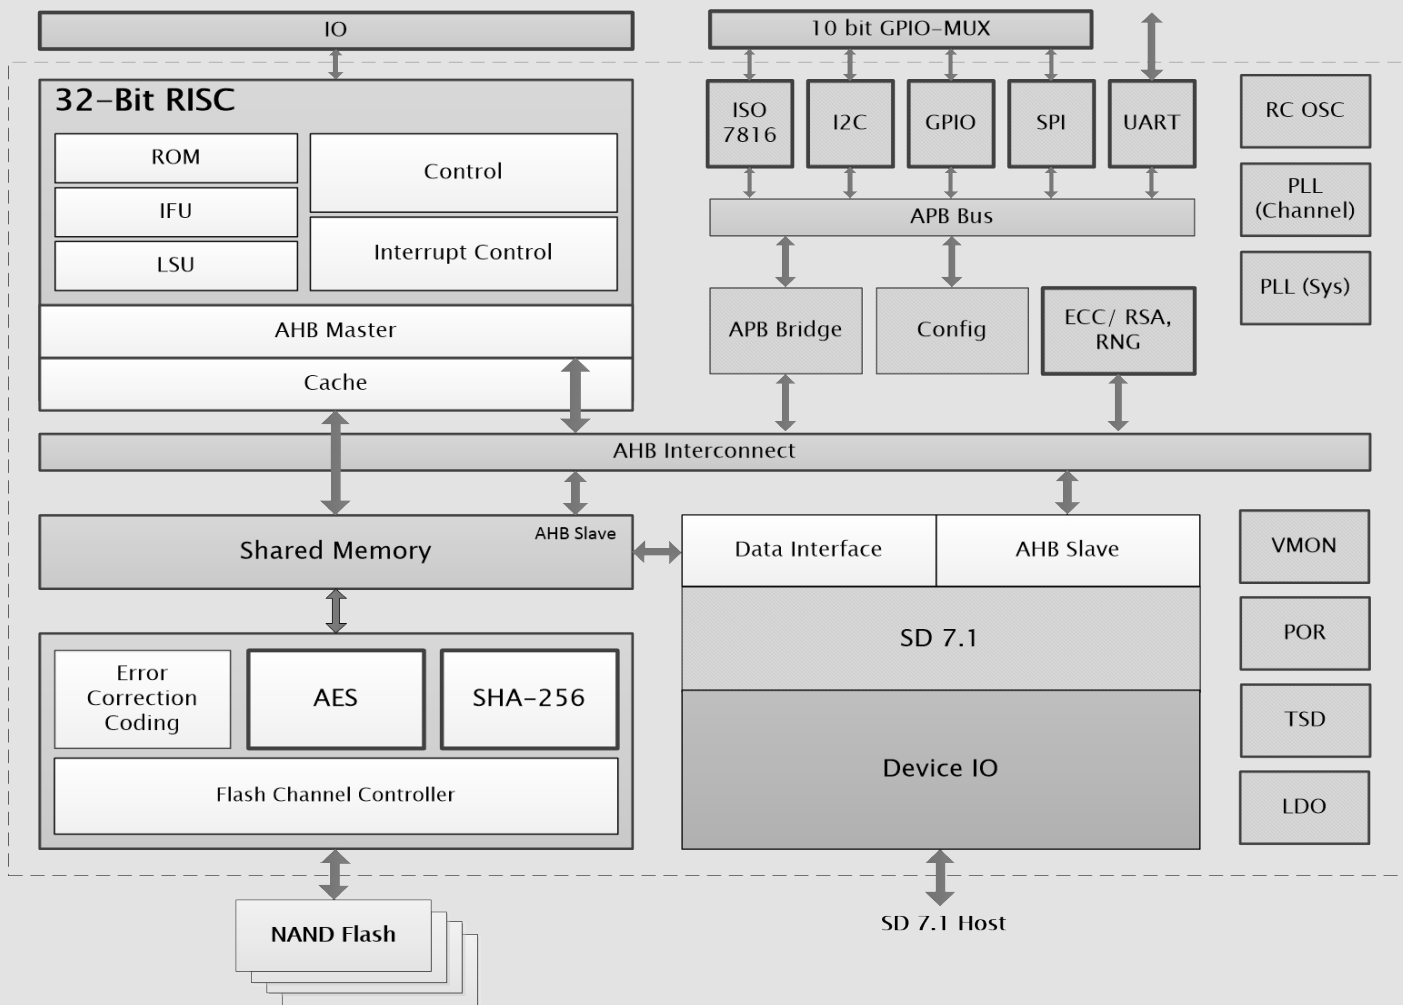 IO
10 bit GPIO-MUX
32-Bit RISC
ROM
IFU
LSU
Control
Interrupt Control
AHB Master
Cache
ISO
7816
I2C
GPIO
SPI
UART
APB Bus
APB Bridge
Config
ECC/ RSA,
RNG
RC OSC
PLL
(Channel)
PLL (Sys)
AHB Interconnect
Shared Memory
AHB Slave
Data Interface
AHB Slave
SD 7.1
Device IO
Error
Correction
Coding
AES
SHA-256
Flash Channel Controller
VMON
POR
TSD
LDO
NAND Flash
SD 7.1 Host